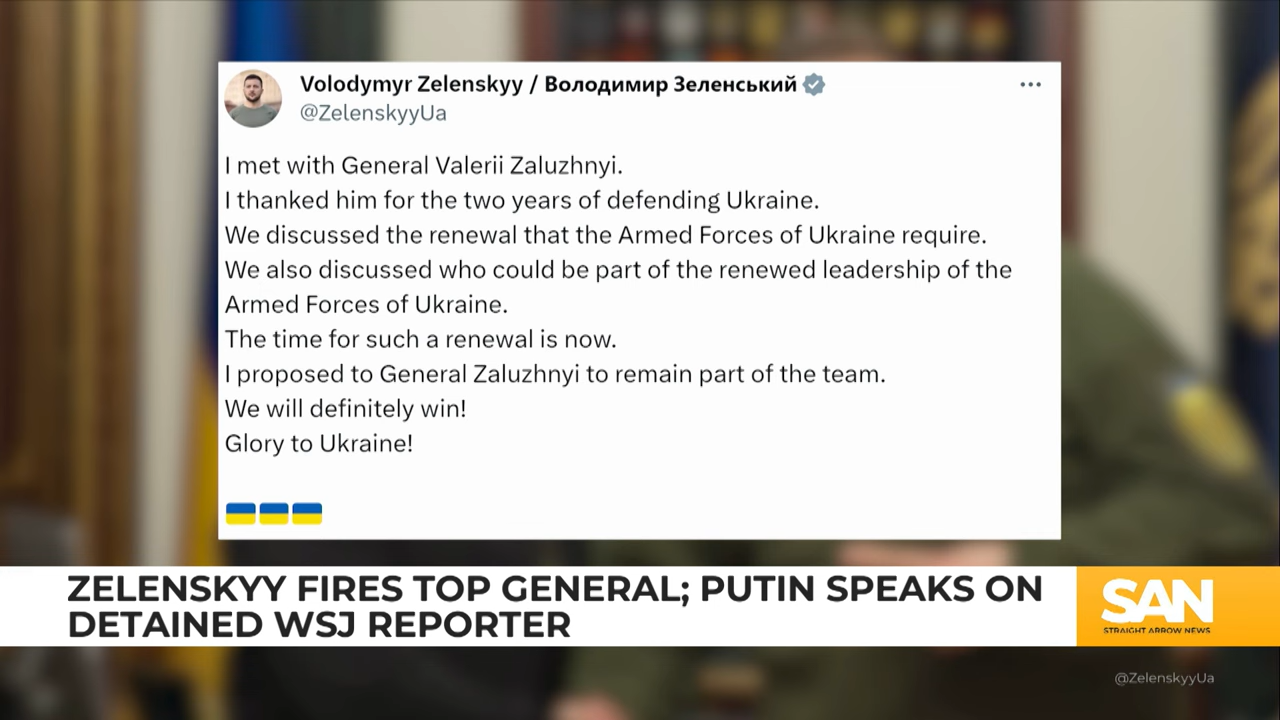 Volodymyr Zelenskyy / Володимир Зеленський
@ZelenskyyUa
I met with General Valerii Zaluzhnyi.
I thanked him for the two years of defending Ukraine.
We discussed the renewal that the Armed Forces of Ukraine require.
We also discussed who could be part of the renewed leadership of the
Armed Forces of Ukraine.
The time for such a renewal is now.
I proposed to General Zaluzhnyi to remain part of the team.
We will definitely win!
Glory to Ukraine!
ZELENSKYY FIRES TOP GENERAL; PUTIN SPEAKS ON
DETAINED WSJ REPORTER
SAN
STRAIGHT ARROW NEWS
@ZelenskyyUa